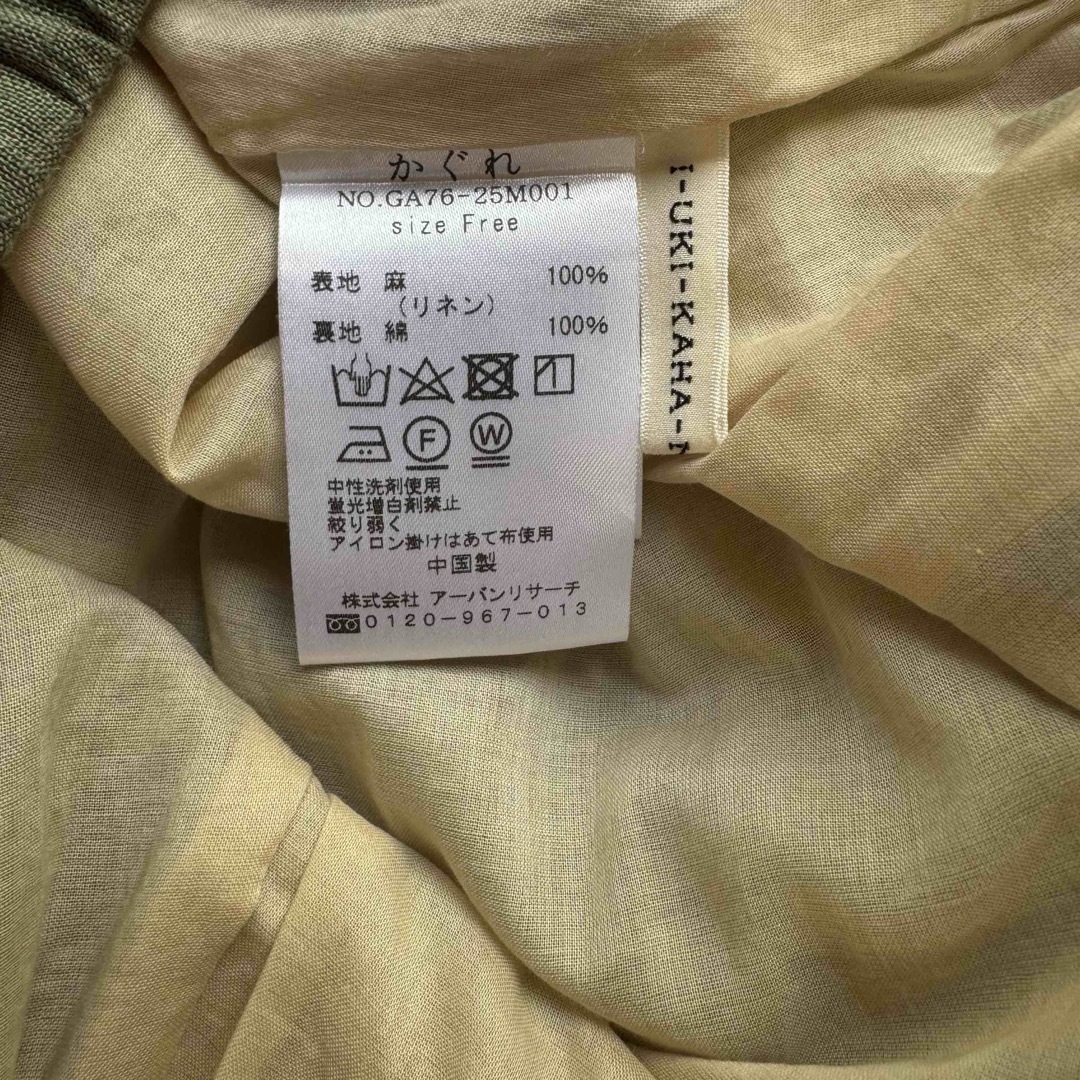 かぐれ
NO.GA76-25M001
size Free
表地 麻 100%
（リネン）
裏地 綿 100%
F W
中性洗剤使用
蛍光増白剤禁止
絞り弱く
アイロン掛けはあて布使用
中国製
株式会社 アーバンリサーチ
0120-967-013
I-UKI-KAHA-